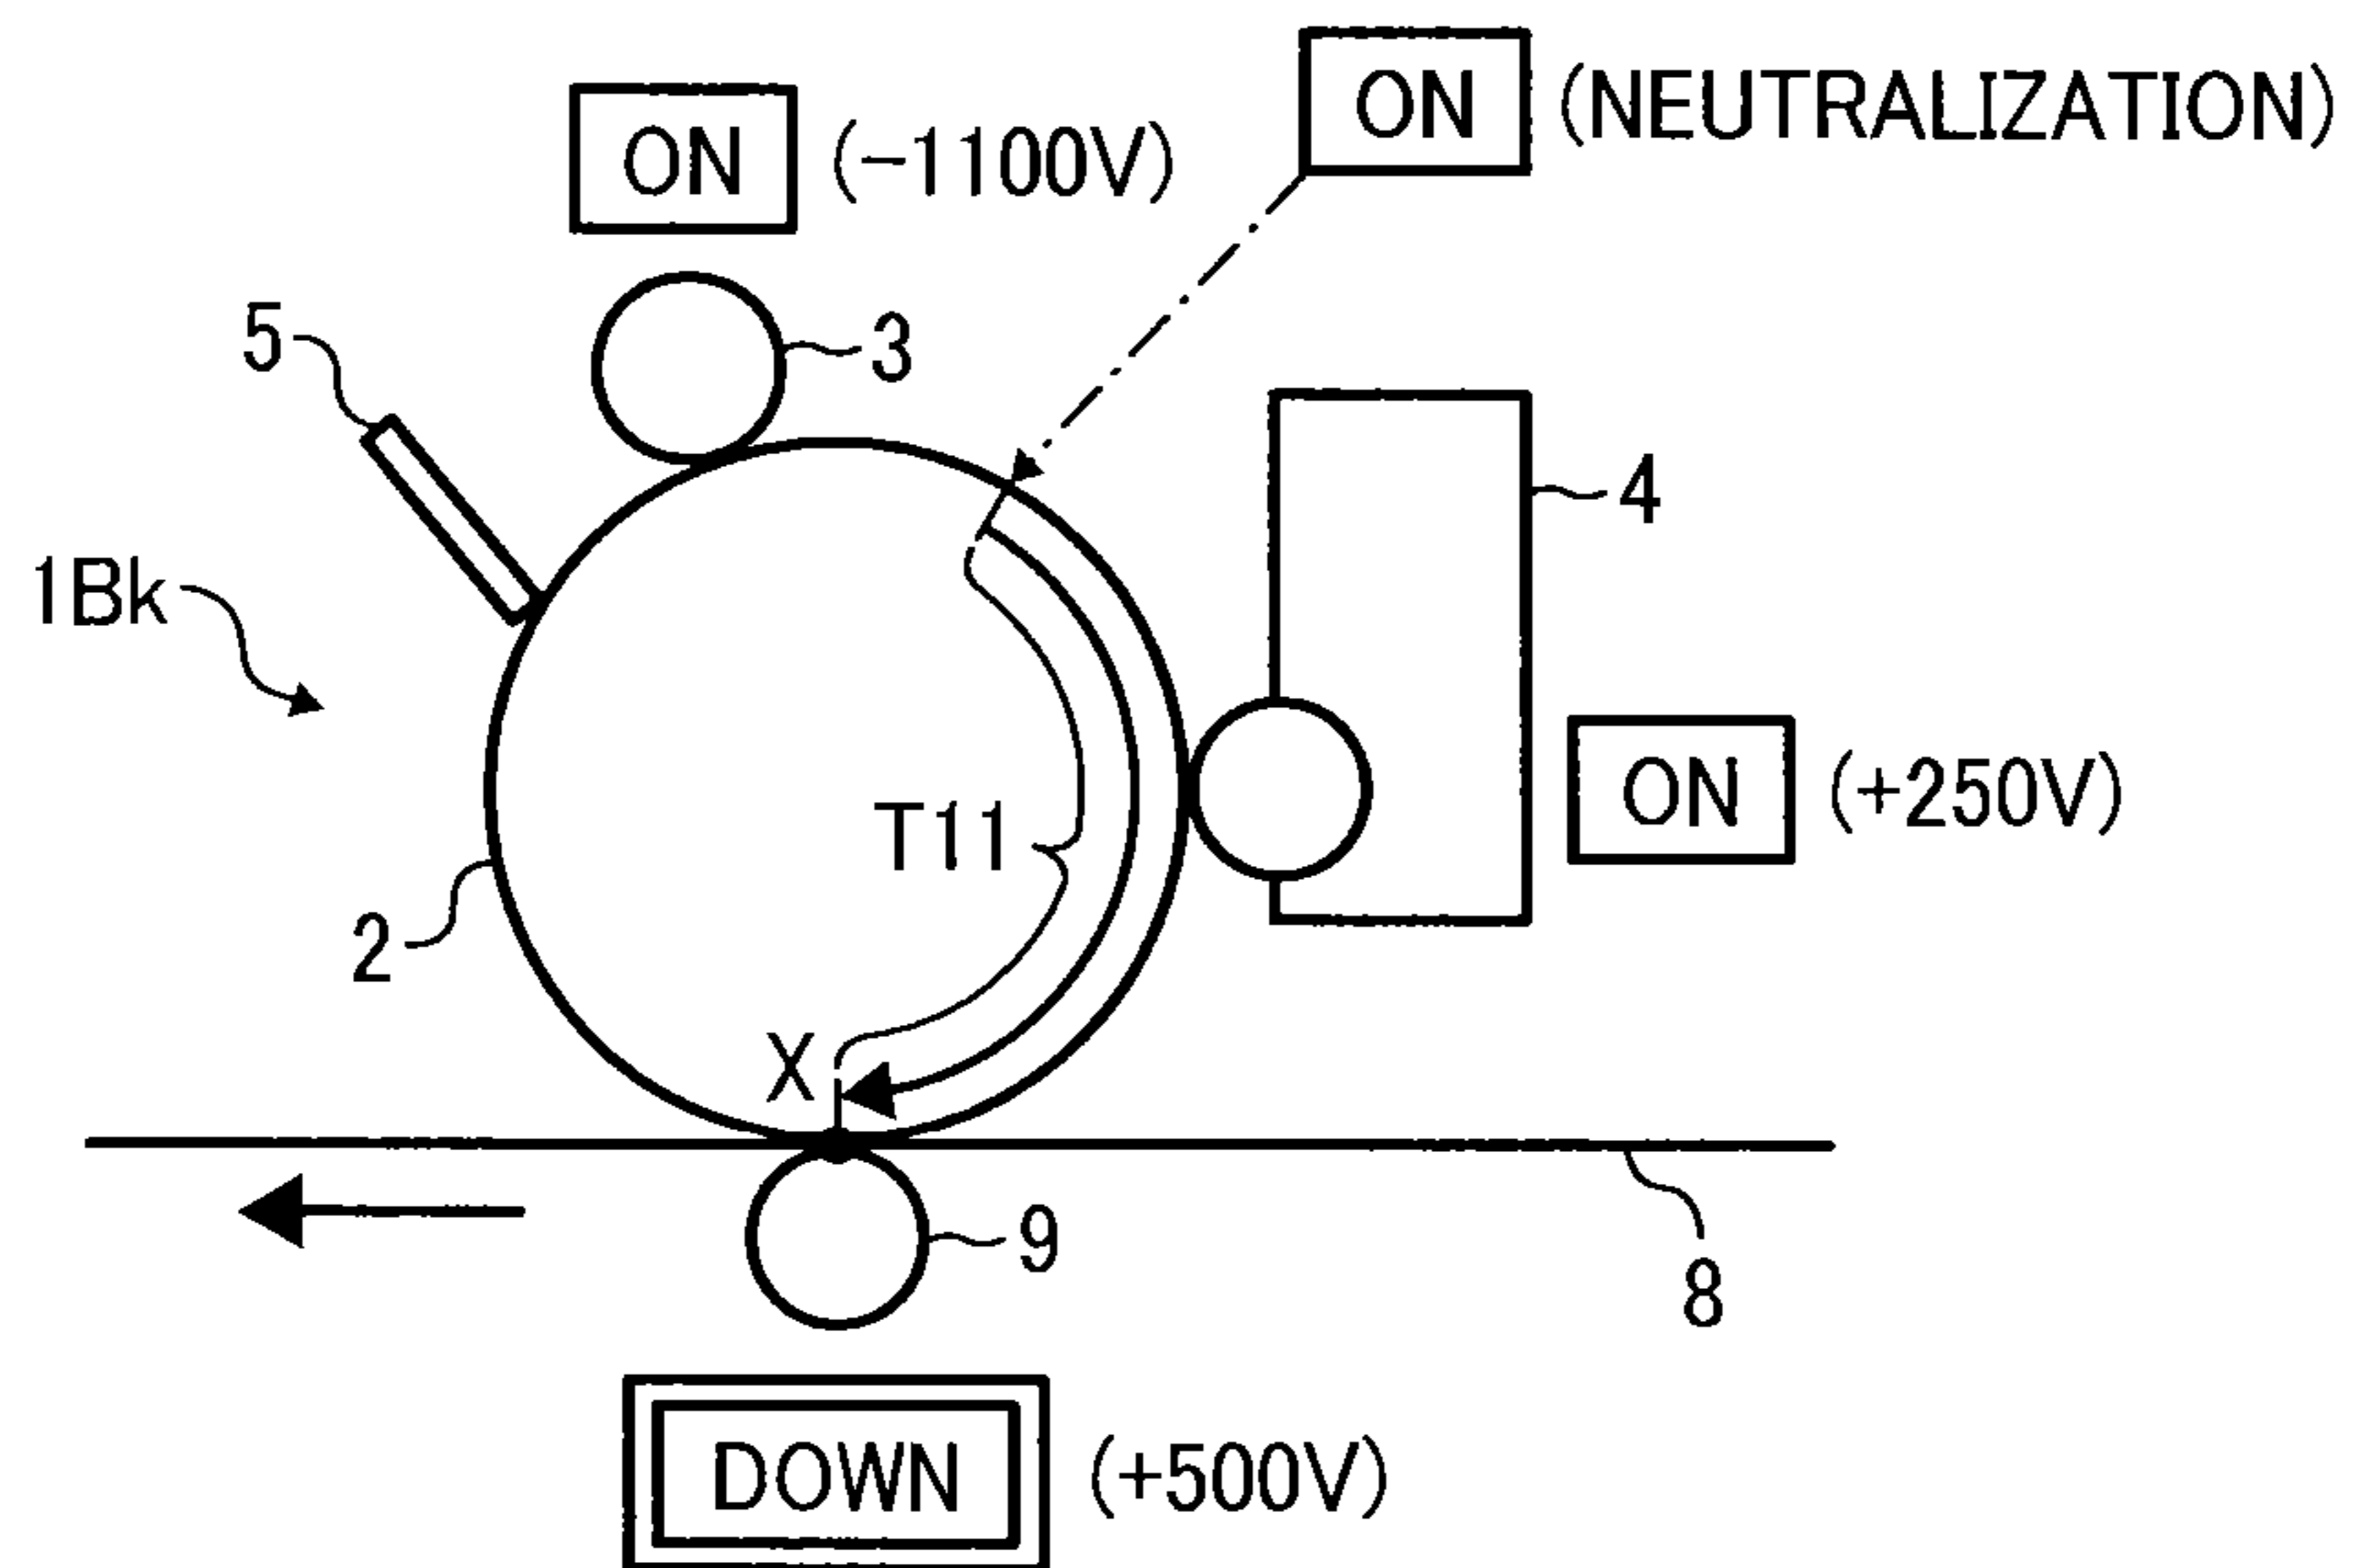 ON (NEUTRALIZATION)
ON (-1100V)
5
3
4
1Bk
ON (+250V)
T11
2
X
9
8
DOWN (+500V)